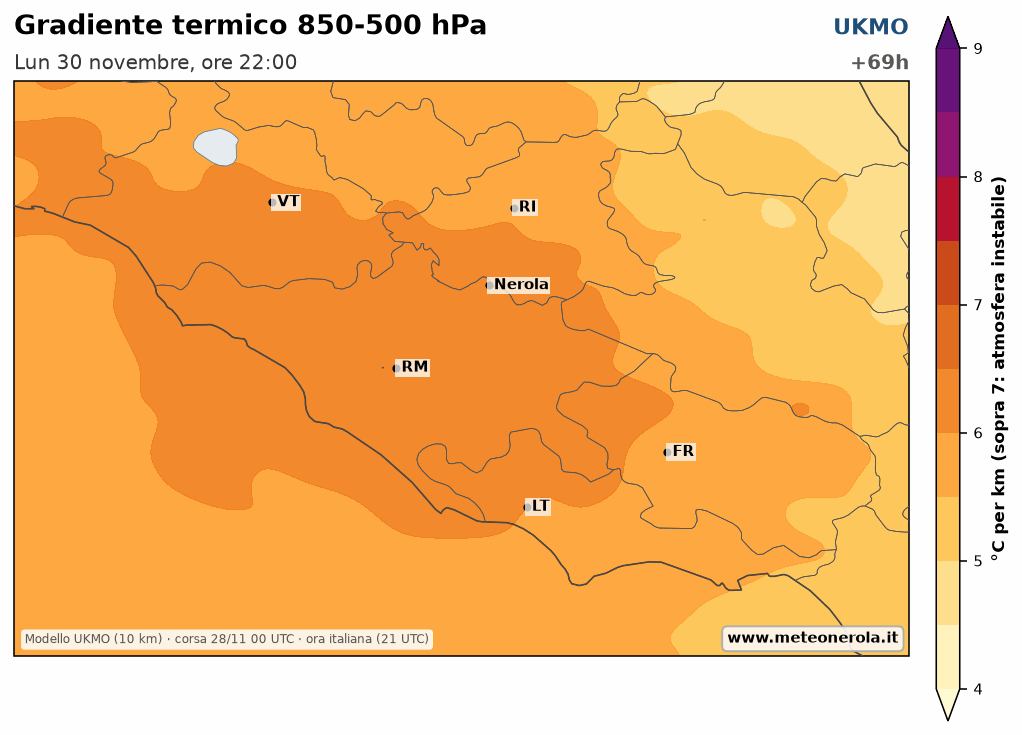 Gradiente termico 850-500 hPa
UKMO
Lun 30 novembre, ore 22:00
+69h
VT
RI
Nerola
RM
FR
LT
Modello UKMO (10 km) · corsa 28/11 00 UTC · ora italiana (21 UTC)
www.meteonerola.it
9
8
7
6
5
4
°C per km (sopra 7: atmosfera instabile)